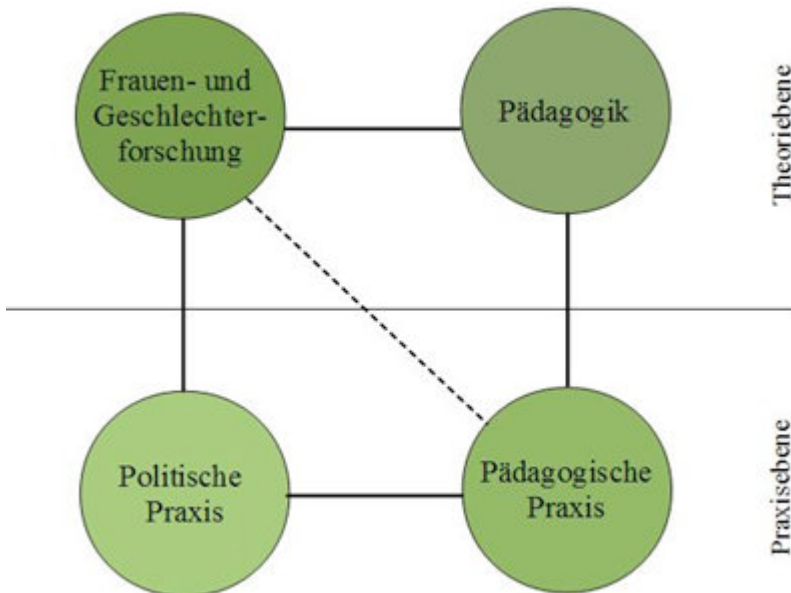 Frauen- und
Geschlechter-
forschung
Pädagogik
Theoriebene
Politische
Praxis
Pädagogische
Praxis
Praxisebene